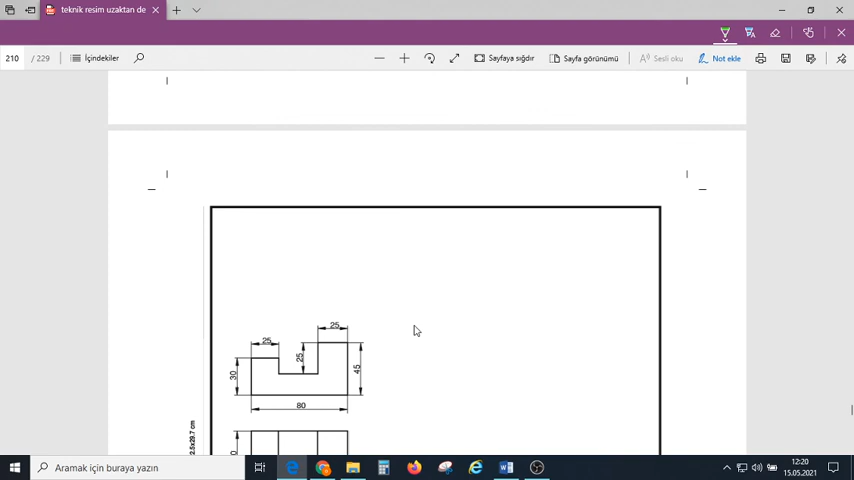 teknik resim uzaktan de
210 / 229
İçindekiler
Sayfaya sığdır
Sayfa görünümü
Sesli oku
Not ekle
25
25
25
30
45
80
2.5x29.7 cm
0
Aramak için buraya yazın
12:20
15.05.2021